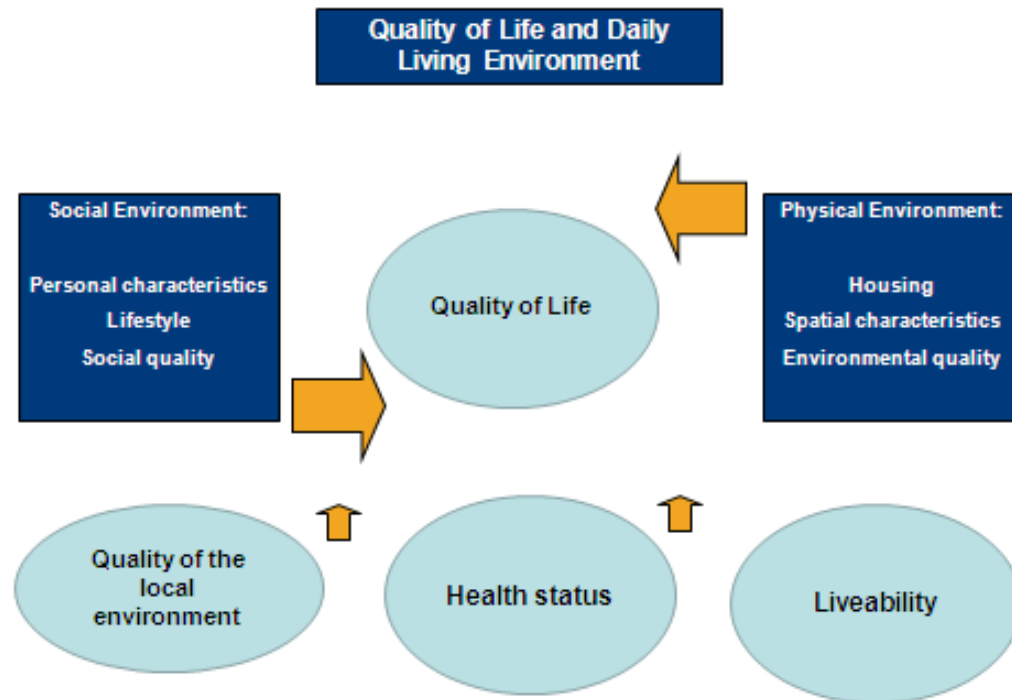 Quality of Life and Daily
Living Environment
Social Environment:
Personal characteristics
Lifestyle
Social quality
Quality of Life
Physical Environment:
Housing
Spatial characteristics
Environmental quality
Quality of the
local
environment
Health status
Liveability